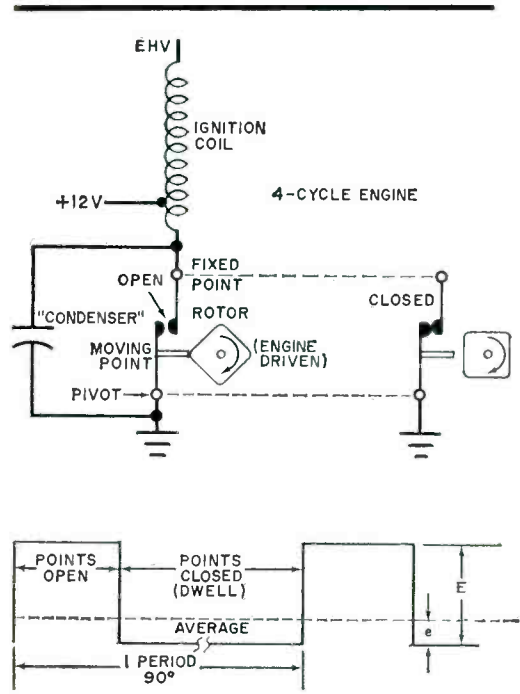 EHV
IGNITION
COIL
+12V
4-CYCLE ENGINE
OPEN
FIXED
POINT
CLOSED
"CONDENSER"
ROTOR
MOVING
POINT
(ENGINE
DRIVEN)
PIVOT
POINTS
OPEN
POINTS
CLOSED
(DWELL)
E
AVERAGE
e
1 PERIOD
90°